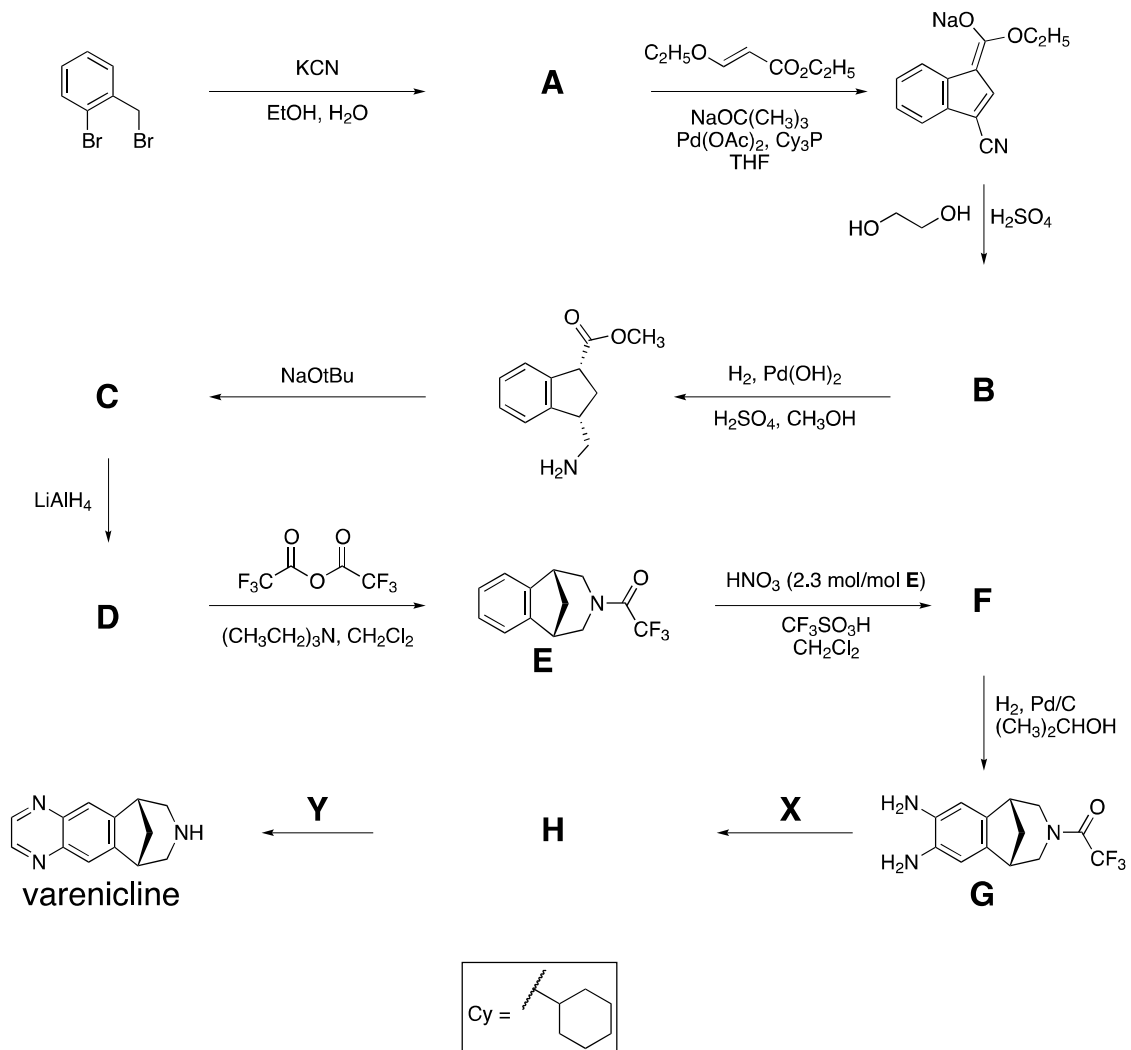 KCN
EtOH, H₂O
Br
Br
A
C₂H₅O
CO₂C₂H₅
NaOC(CH₃)₃
Pd(OAc)₂, Cy₃P
THF
NaO
OC₂H₅
CN
HO
OH
H₂SO₄
C
NaOtBu
O
OCH₃
H₂N
H₂, Pd(OH)₂
H₂SO₄, CH₃OH
B
LiAlH₄
D
O
O
F₃C
O
CF₃
(CH₃CH₂)₃N, CH₂Cl₂
N
O
CF₃
E
HNO₃ (2.3 mol/mol E)
CF₃SO₃H
CH₂Cl₂
F
H₂, Pd/C
(CH₃)₂CHOH
N
N
NH
varenicline
Y
H
X
H₂N
H₂N
N
O
CF₃
G
Cy =